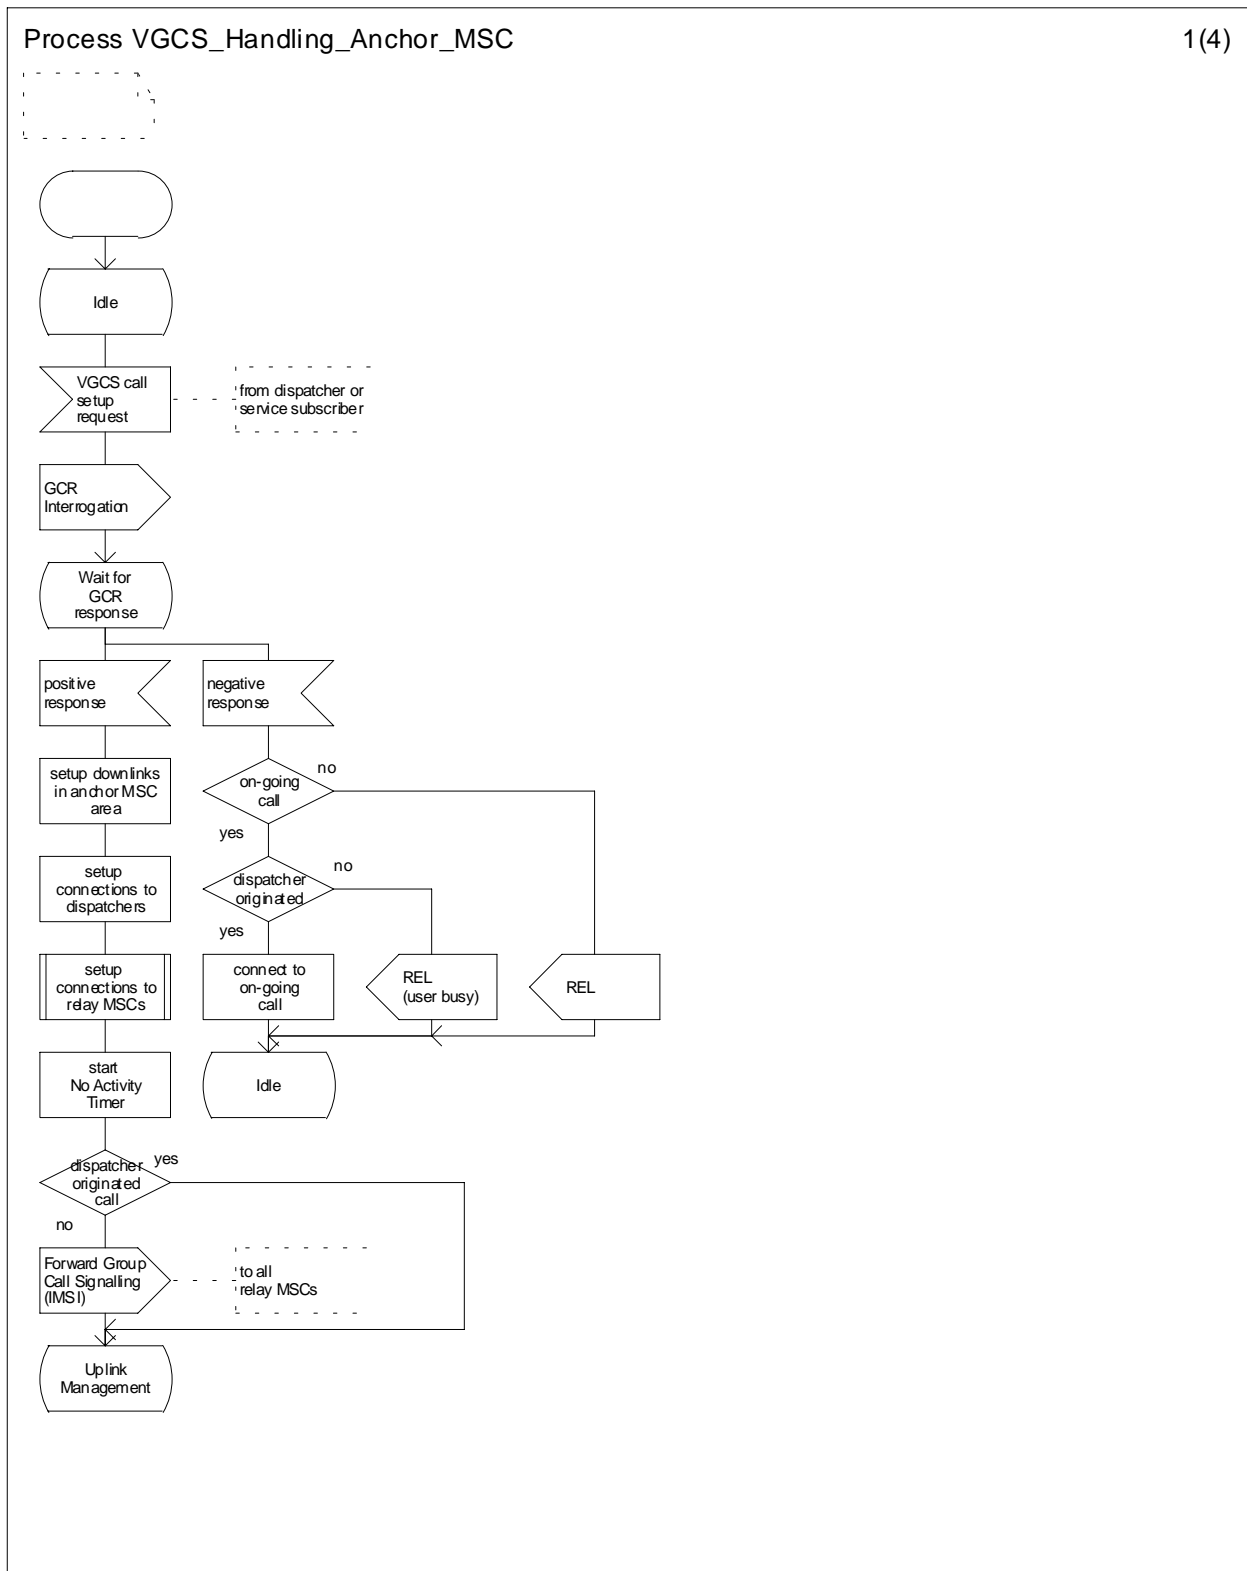 Process VGCS_Handling_Anchor_MSC
1(4)
Idle
VGCS call
setup
request
from dispatcher or
service subscriber
GCR
Interrogation
Wait for
GCR
response
positive
response
negative
response
setup downlinks
in anchor MSC
area
on-going
call
no
yes
setup
connections to
dispatchers
dispatcher
originated
no
yes
setup
connections to
relay MSCs
connect to
on-going
call
REL
(user busy)
REL
start
No Activity
Timer
Idle
dispatcher
originated
call
yes
no
Forward Group
Call Signalling
(IMSI)
to all
relay MSCs
Uplink
Management